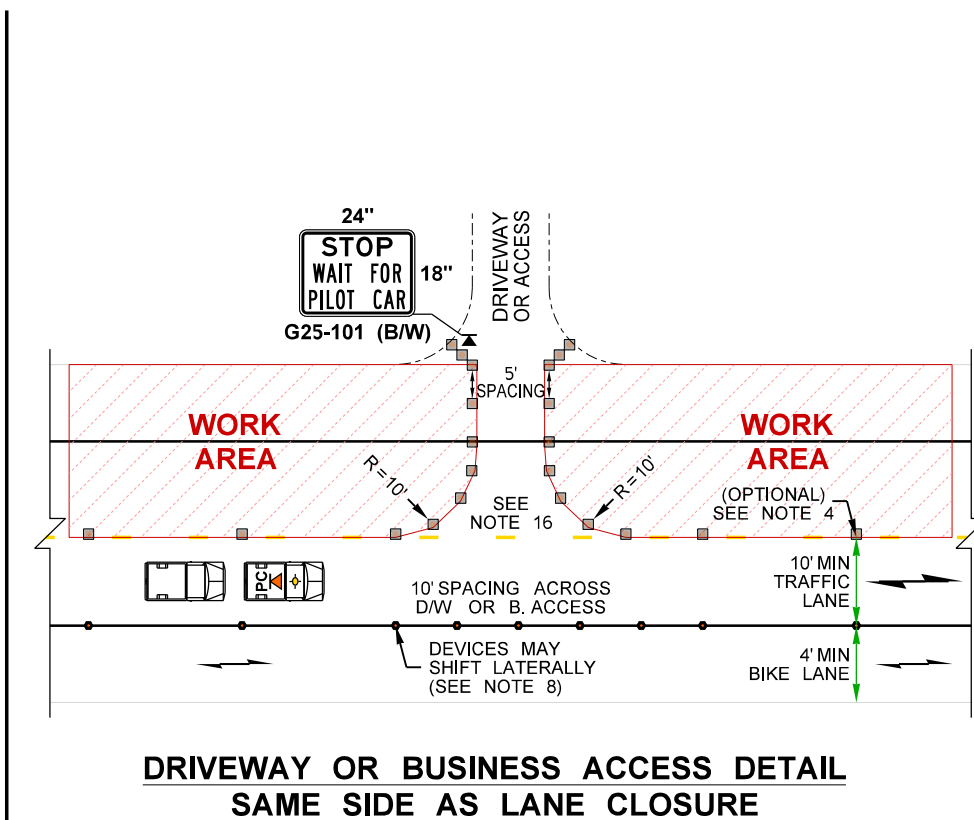 24"
STOP
WAIT FOR
PILOT CAR
18"
G25-101 (B/W)
DRIVEWAY
OR ACCESS
5'
SPACING
WORK
AREA
WORK
AREA
R=10'
R=10'
SEE
NOTE 16
(OPTIONAL)
SEE NOTE 4
PC
10' SPACING ACROSS
D/W OR B. ACCESS
10' MIN
TRAFFIC
LANE
DEVICES MAY
SHIFT LATERALLY
(SEE NOTE 8)
4' MIN
BIKE LANE
DRIVEWAY OR BUSINESS ACCESS DETAIL
SAME SIDE AS LANE CLOSURE